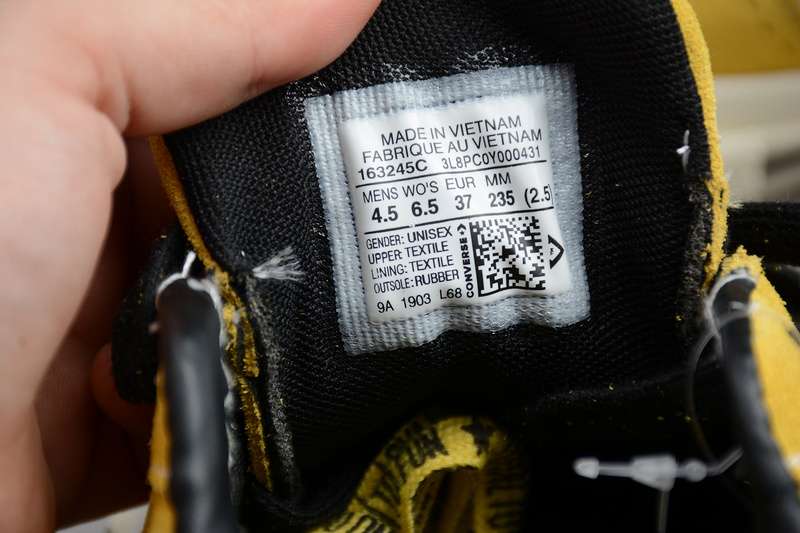 MADE IN VIETNAM
FABRIQUE AU VIETNAM
163245C 3L8PC0Y000431
MENS WO'S EUR MM
4.5 6.5 37 235 (2.5)
GENDER: UNISEX
UPPER: TEXTILE
LINING: TEXTILE
OUTSOLE: RUBBER
CONVERSE
9A 1903 L68